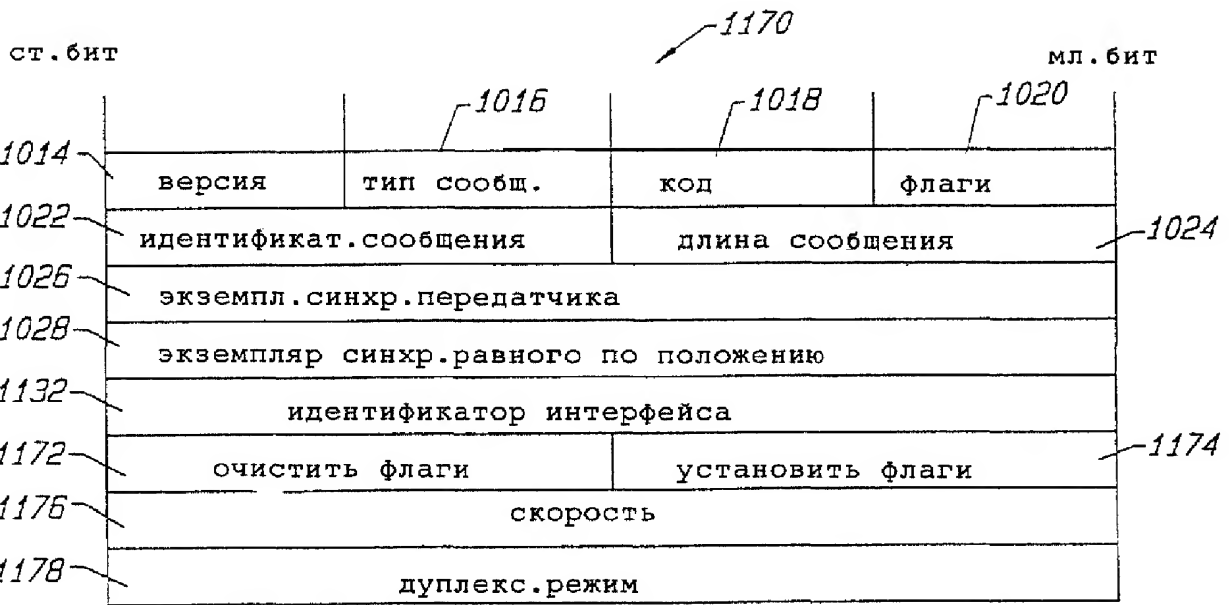 1170
ст.бит мл.бит
1016 1018 1020
1014 версия тип сообщ. код флаги
1022 идентификат.сообщения длина сообщения 1024
1026 экземпл.синхр.передатчика
1028 экземпляр синхр.равного по положению
1132 идентификатор интерфейса
1172 очистить флаги установить флаги 1174
1176 скорость
1178 дуплекс.режим